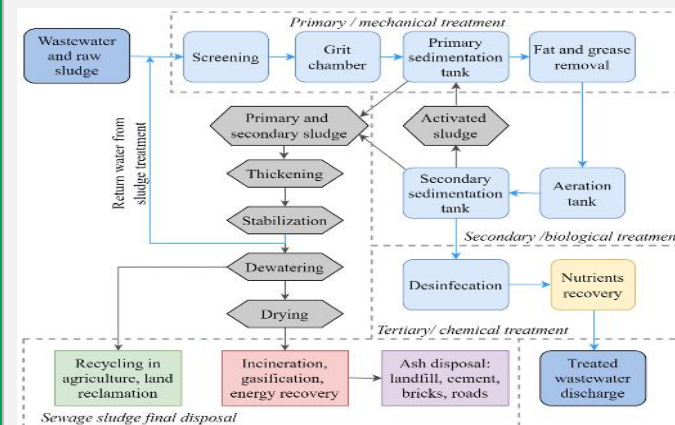 Primary / mechanical treatment
Wastewater
and raw
sludge
Screening
Grit
chamber
Primary
sedimentation
tank
Fat and grease
removal
Return water from
sludge treatment
Primary and
secondary sludge
Activated
sludge
Thickening
Secondary
sedimentation
tank
Aeration
tank
Stabilization
Secondary /biological treatment
Dewatering
Desinfecation
Nutrients
recovery
Drying
Tertiary/ chemical treatment
Recycling in
agriculture, land
reclamation
Incineration,
gasification,
energy recovery
Ash disposal:
landfill, cement,
bricks, roads
Treated
wastewater
discharge
Sewage sludge final disposal